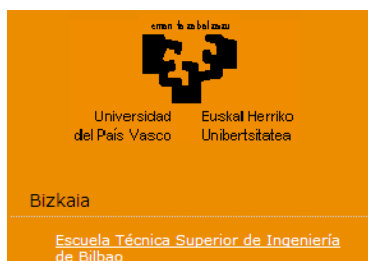 eman ta zabal zazu
Universidad Euskal Herriko
del País Vasco Unibertsitatea
Bizkaia
Escuela Técnica Superior de Ingeniería
de Bilbao